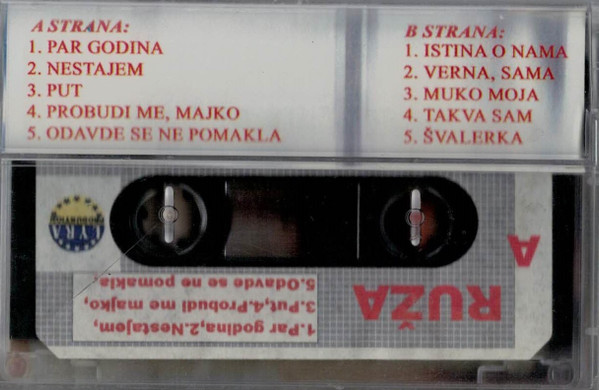 A STRANA:
1. PAR GODINA
2. NESTAJEM
3. PUT
4. PROBUDI ME, MAJKO
5. ODAVDE SE NE POMAKLA
B STRANA:
1. ISTINA O NAMA
2. VERNA, SAMA
3. MUKO MOJA
4. TAKVA SAM
5. ŠVALERKA
A
RUŽA
1.Par godina,2.Nestajem,
3.Put,4.Probudi me majko,
5.Odavde se ne pomakla